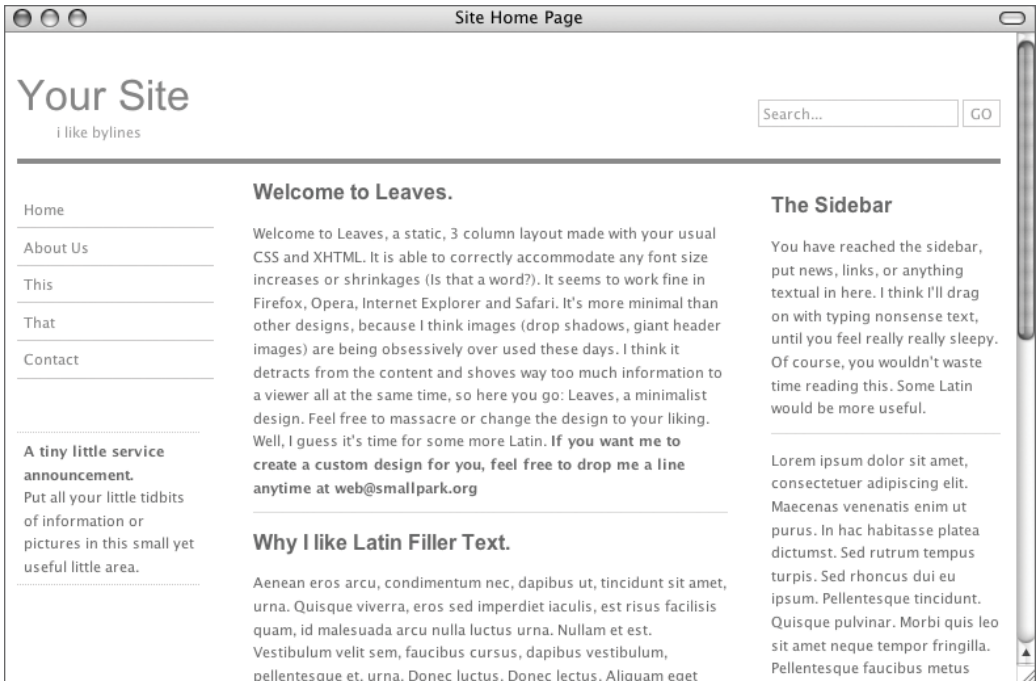 Site Home Page
Your Site
i like bylines
Search...
GO
Home
About Us
This
That
Contact
A tiny little service
announcement.
Put all your little tidbits
of information or
pictures in this small yet
useful little area.
Welcome to Leaves.
Welcome to Leaves, a static, 3 column layout made with your usual
CSS and XHTML. It is able to correctly accommodate any font size
increases or shrinkages (Is that a word?). It seems to work fine in
Firefox, Opera, Internet Explorer and Safari. It's more minimal than
other designs, because I think images (drop shadows, giant header
images) are being obsessively over used these days. I think it
detracts from the content and shoves way too much information to
a viewer all at the same time, so here you go: Leaves, a minimalist
design. Feel free to massacre or change the design to your liking.
Well, I guess it's time for some more Latin. If you want me to
create a custom design for you, feel free to drop me a line
anytime at web@smallpark.org
Why I like Latin Filler Text.
Aenean eros arcu, condimentum nec, dapibus ut, tincidunt sit amet,
urna. Quisque viverra, eros sed imperdiet iaculis, est risus facilisis
quam, id malesuada arcu nulla luctus urna. Nullam et est.
Vestibulum velit sem, faucibus cursus, dapibus vestibulum,
pellentesque et, urna. Donec luctus. Donec lectus. Aliquam eget
The Sidebar
You have reached the sidebar,
put news, links, or anything
textual in here. I think I'll drag
on with typing nonsense text,
until you feel really really sleepy.
Of course, you wouldn't waste
time reading this. Some Latin
would be more useful.
Lorem ipsum dolor sit amet,
consectetuer adipiscing elit.
Maecenas venenatis enim ut
purus. In hac habitasse platea
dictumst. Sed rutrum tempus
turpis. Sed rhoncus dui eu
ipsum. Pellentesque tincidunt.
Quisque pulvinar. Morbi quis leo
sit amet neque tempor fringilla.
Pellentesque faucibus metus